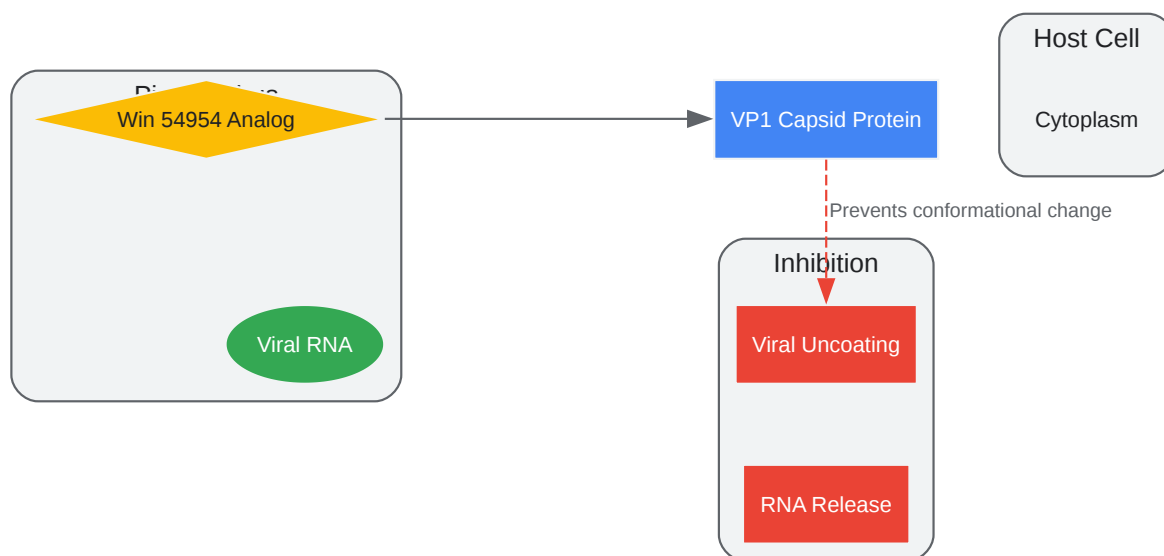 Host Cell
Win 54954 Analog
VP1 Capsid Protein
Cytoplasm
Prevents conformational change
Inhibition
Viral RNA
Viral Uncoating
RNA Release